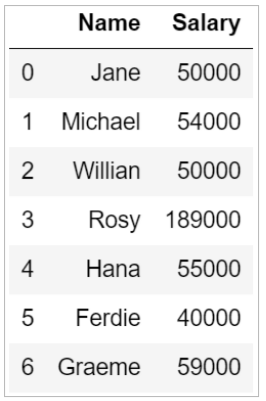 Name Salary
0 Jane 50000
1 Michael 54000
2 Willian 50000
3 Rosy 189000
4 Hana 55000
5 Ferdie 40000
6 Graeme 59000